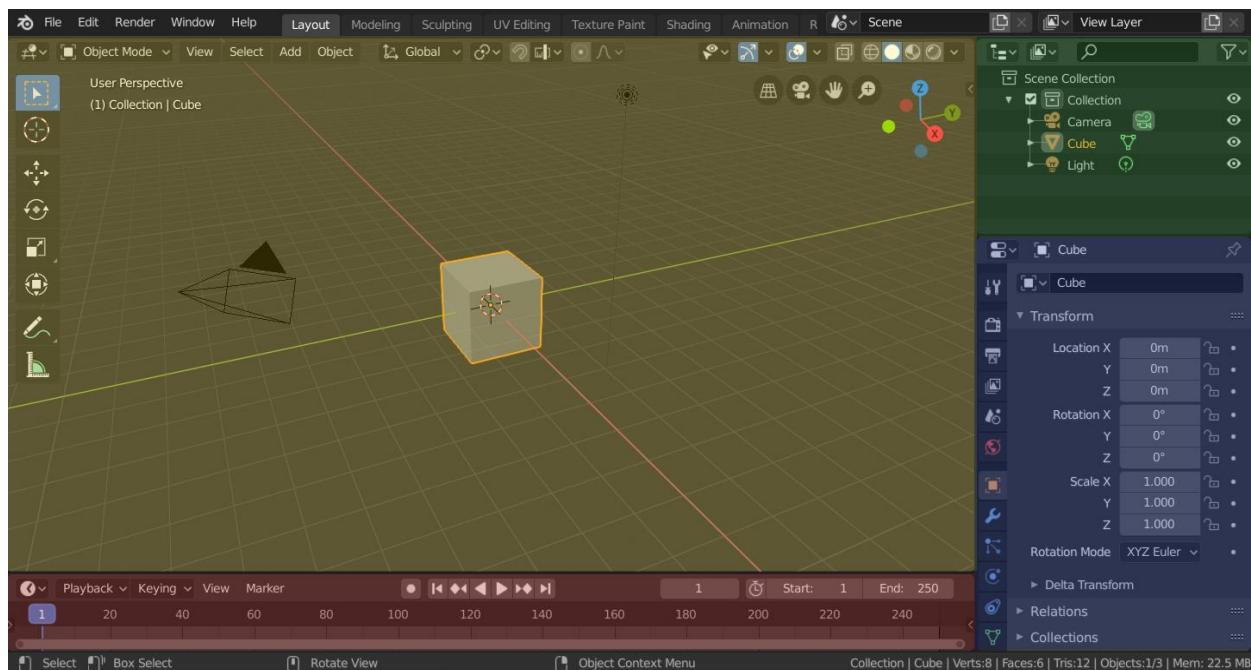 File Edit Render Window Help Layout Modeling Sculpting UV Editing Texture Paint Shading Animation R Scene View Layer
Object Mode View Select Add Object Global
User Perspective
(1) Collection | Cube
Z
Y
X
Scene Collection
Collection
Camera
Cube
Light
Cube
Cube
Transform
Location X 0m
Y 0m
Z 0m
Rotation X 0°
Y 0°
Z 0°
Scale X 1.000
Y 1.000
Z 1.000
Rotation Mode XYZ Euler
Delta Transform
Relations
Collections
Playback Keying View Marker 1 Start: 1 End: 250
1 20 40 60 80 100 120 140 160 180 200 220 240
Select Box Select Rotate View Object Context Menu Collection | Cube | Verts:8 | Faces:6 | Tris:12 | Objects:1/3 | Mem: 22.5 MB